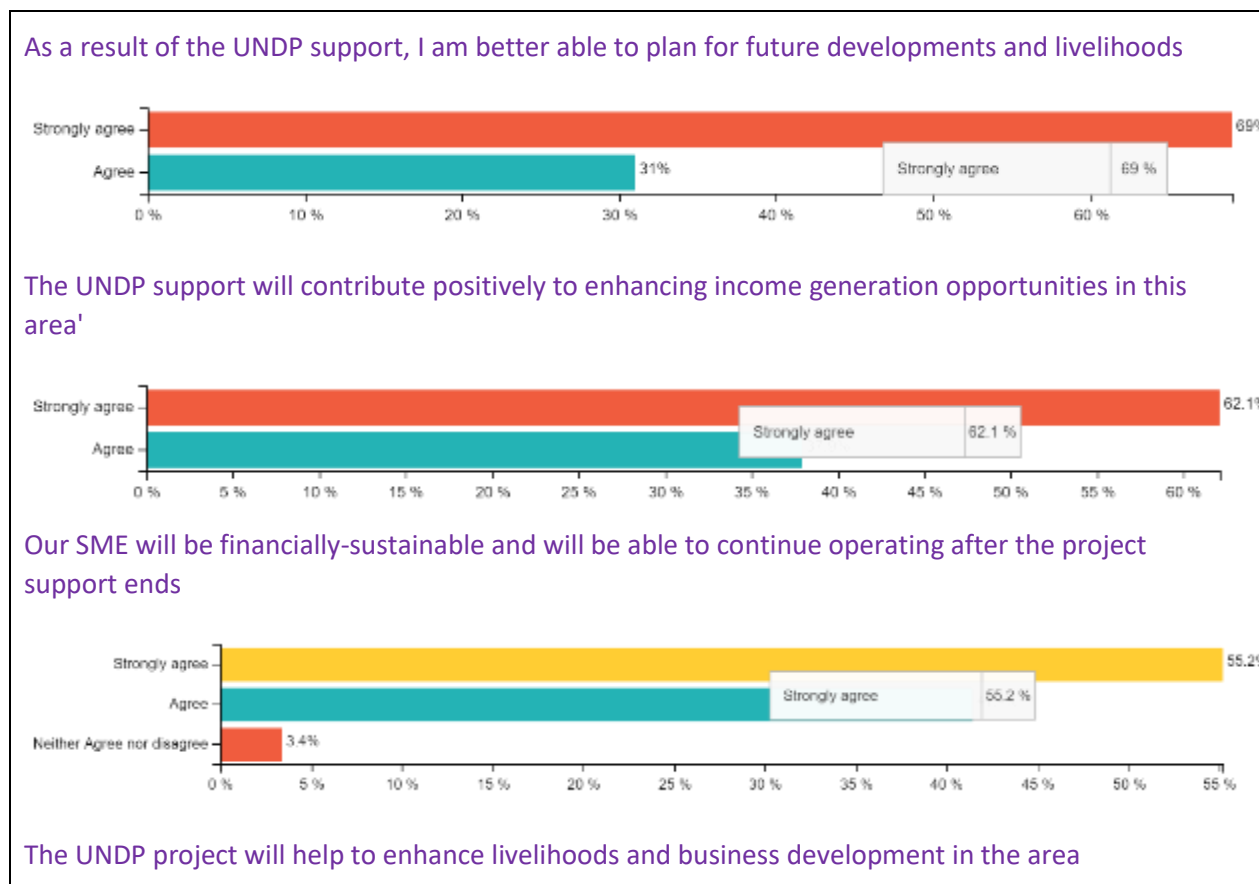 As a result of the UNDP support, I am better able to plan for future developments and livelihoods
Strongly agree 69%
Agree 31% Strongly agree 69 %
0 % 10 % 20 % 30 % 40 % 50 % 60 %
The UNDP support will contribute positively to enhancing income generation opportunities in this
area'
Strongly agree 62.1%
Agree Strongly agree 62.1 %
0 % 5 % 10 % 15 % 20 % 25 % 30 % 35 % 40 % 45 % 50 % 55 % 60 %
Our SME will be financially-sustainable and will be able to continue operating after the project
support ends
Strongly agree 55.2%
Agree Strongly agree 55.2 %
Neither Agree nor disagree 3.4%
0 % 5 % 10 % 15 % 20 % 25 % 30 % 35 % 40 % 45 % 50 % 55 %
The UNDP project will help to enhance livelihoods and business development in the area